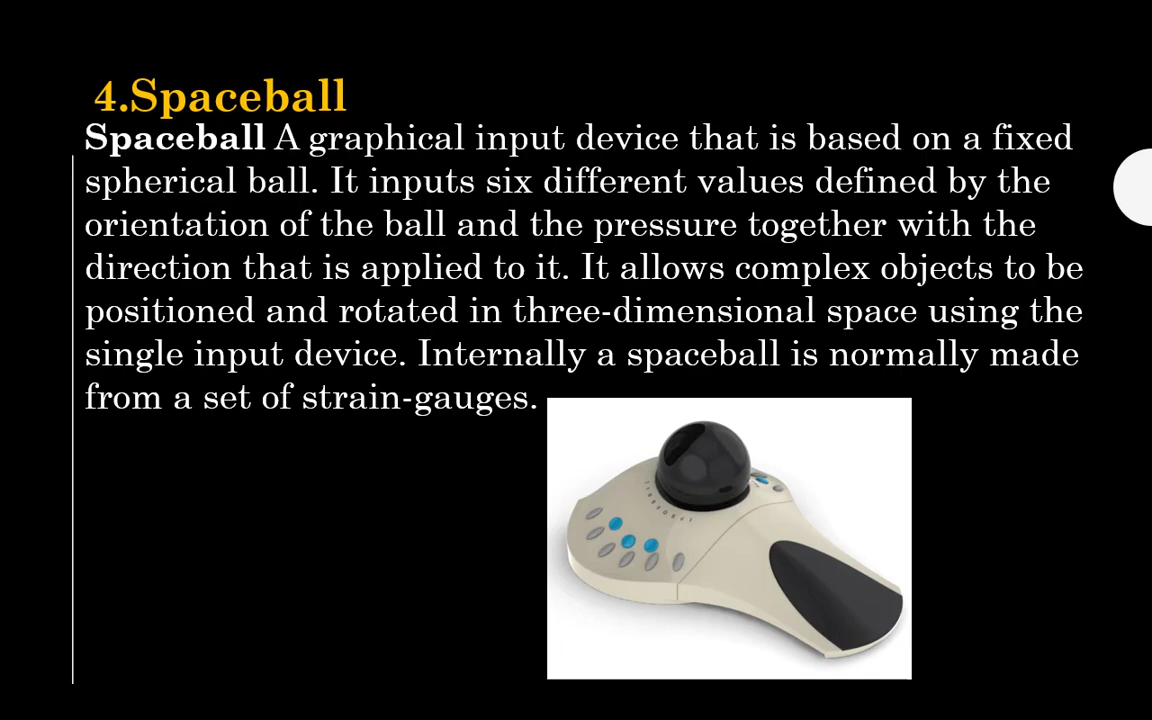 4.Spaceball
Spaceball A graphical input device that is based on a fixed
spherical ball. It inputs six different values defined by the
orientation of the ball and the pressure together with the
direction that is applied to it. It allows complex objects to be
positioned and rotated in three-dimensional space using the
single input device. Internally a spaceball is normally made
from a set of strain-gauges.